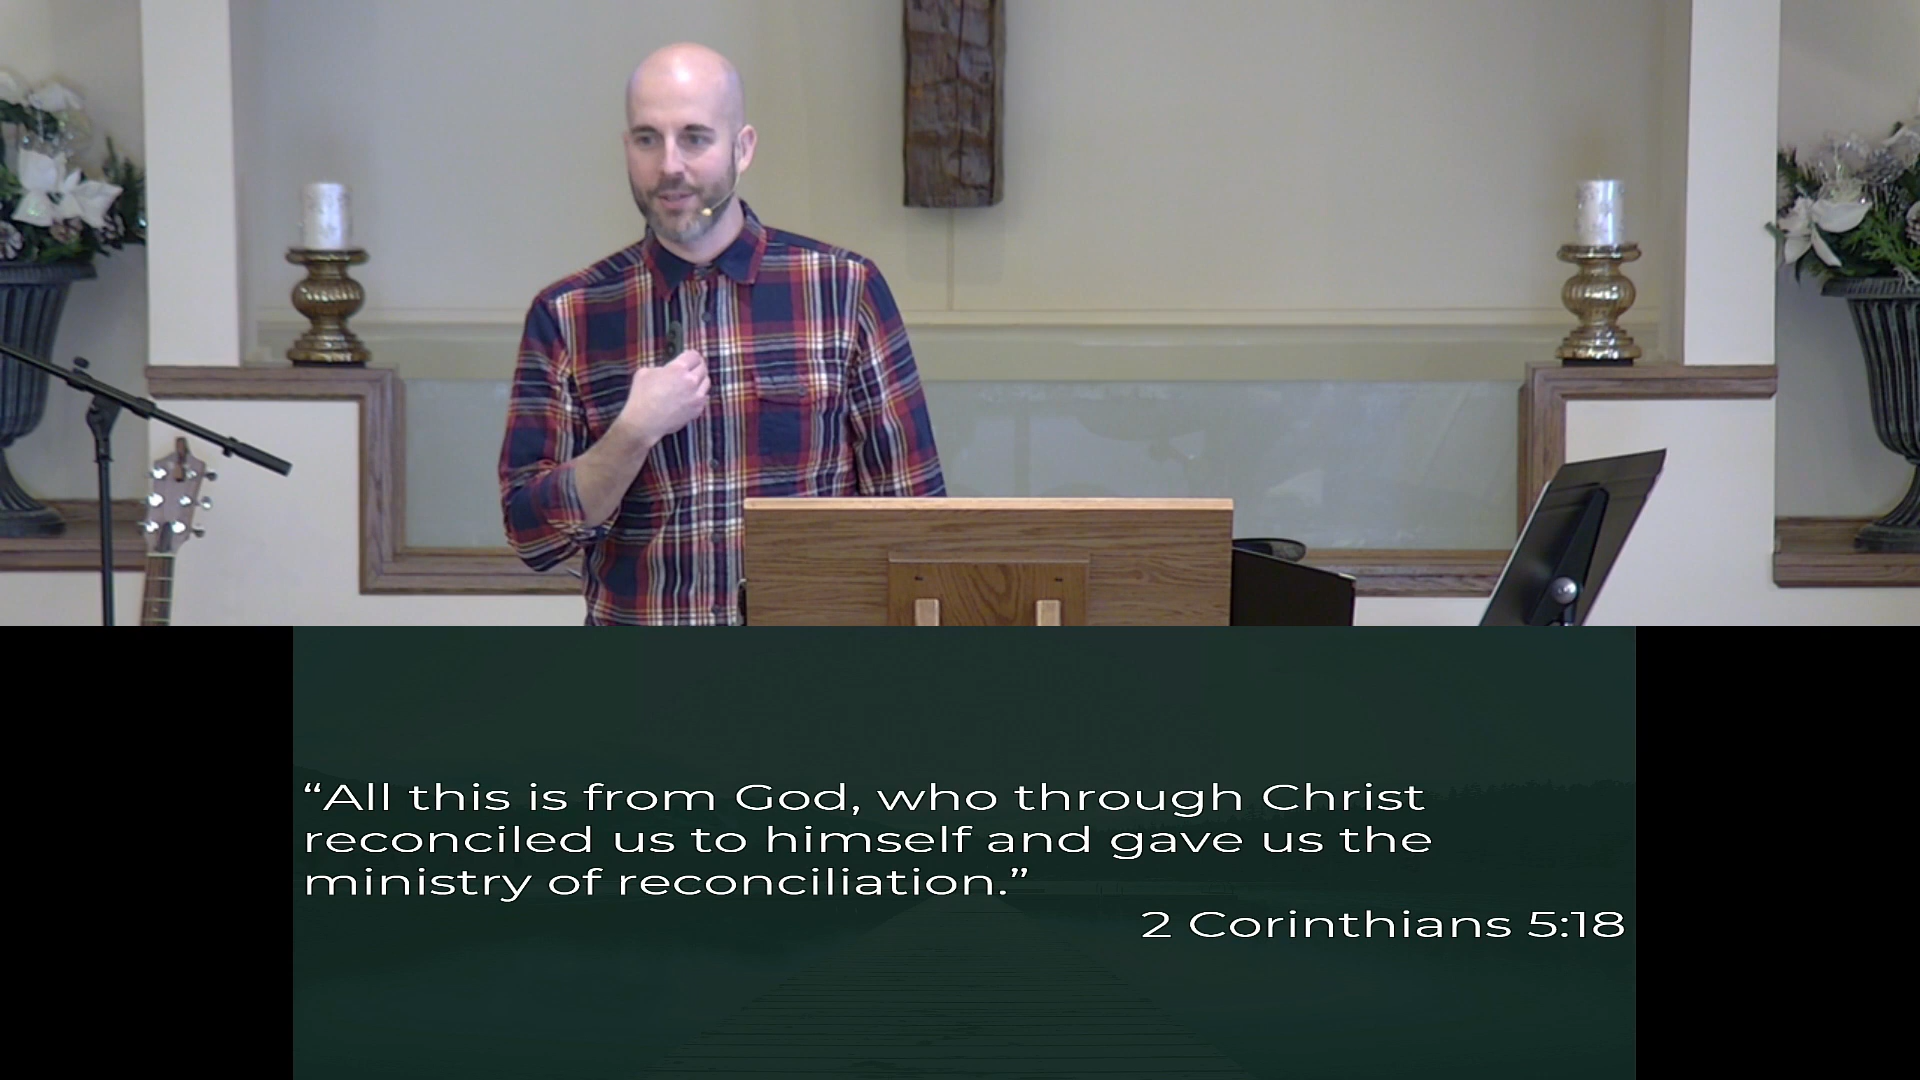 “All this is from God, who through Christ
reconciled us to himself and gave us the
ministry of reconciliation.”
2 Corinthians 5:18